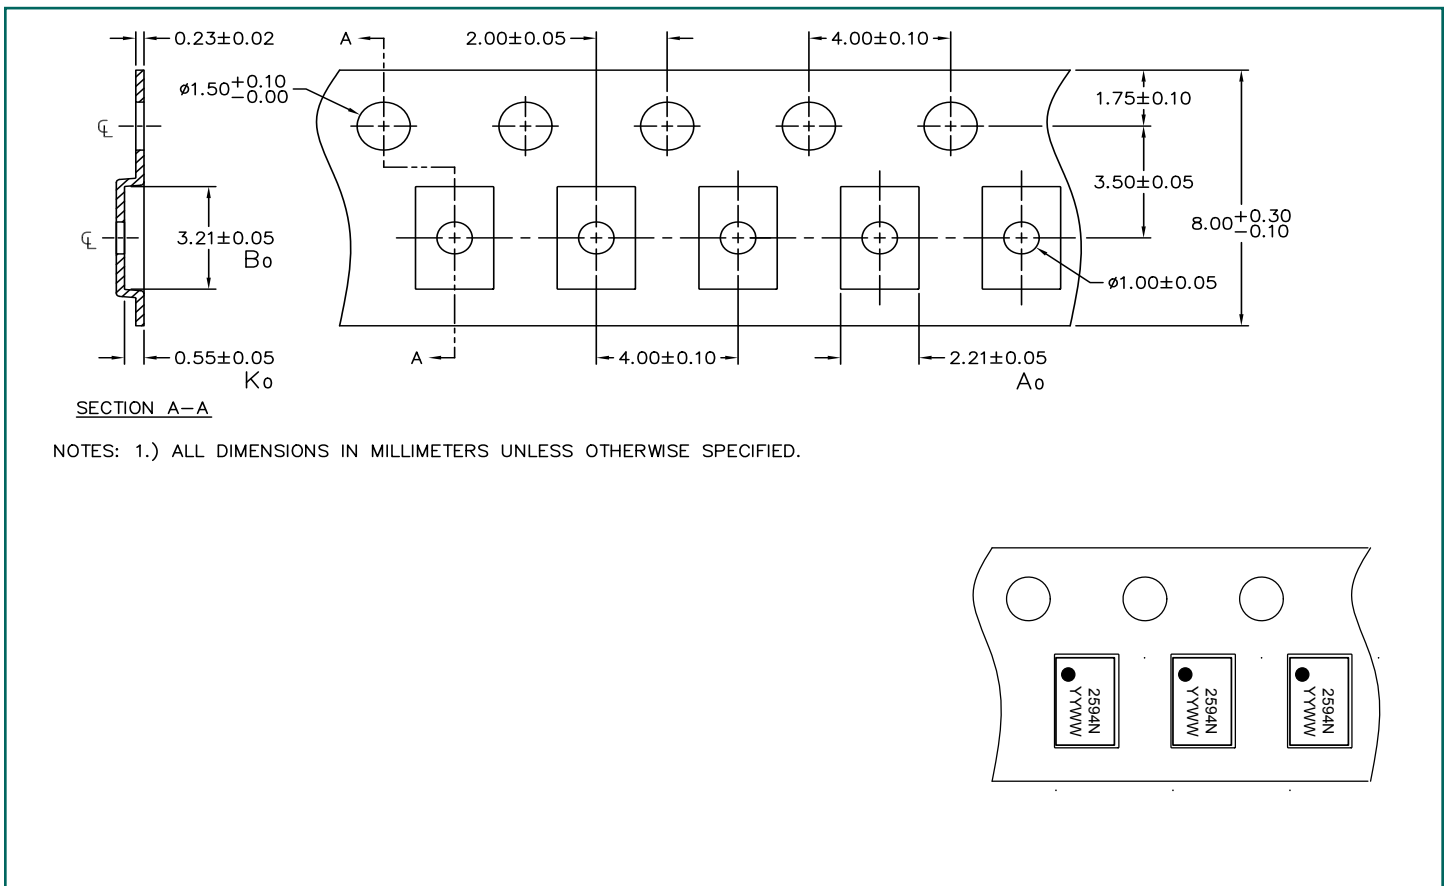 0.23±0.02
A
2.00±0.05
4.00±0.10
ø1.50+0.10
-0.00
1.75±0.10
℄
3.50±0.05
8.00+0.30
-0.10
℄
3.21±0.05
B0
ø1.00±0.05
0.55±0.05
K0
A
4.00±0.10
2.21±0.05
A0
SECTION A-A
NOTES: 1.) ALL DIMENSIONS IN MILLIMETERS UNLESS OTHERWISE SPECIFIED.
2594N
YYWW
2594N
YYWW
2594N
YYWW